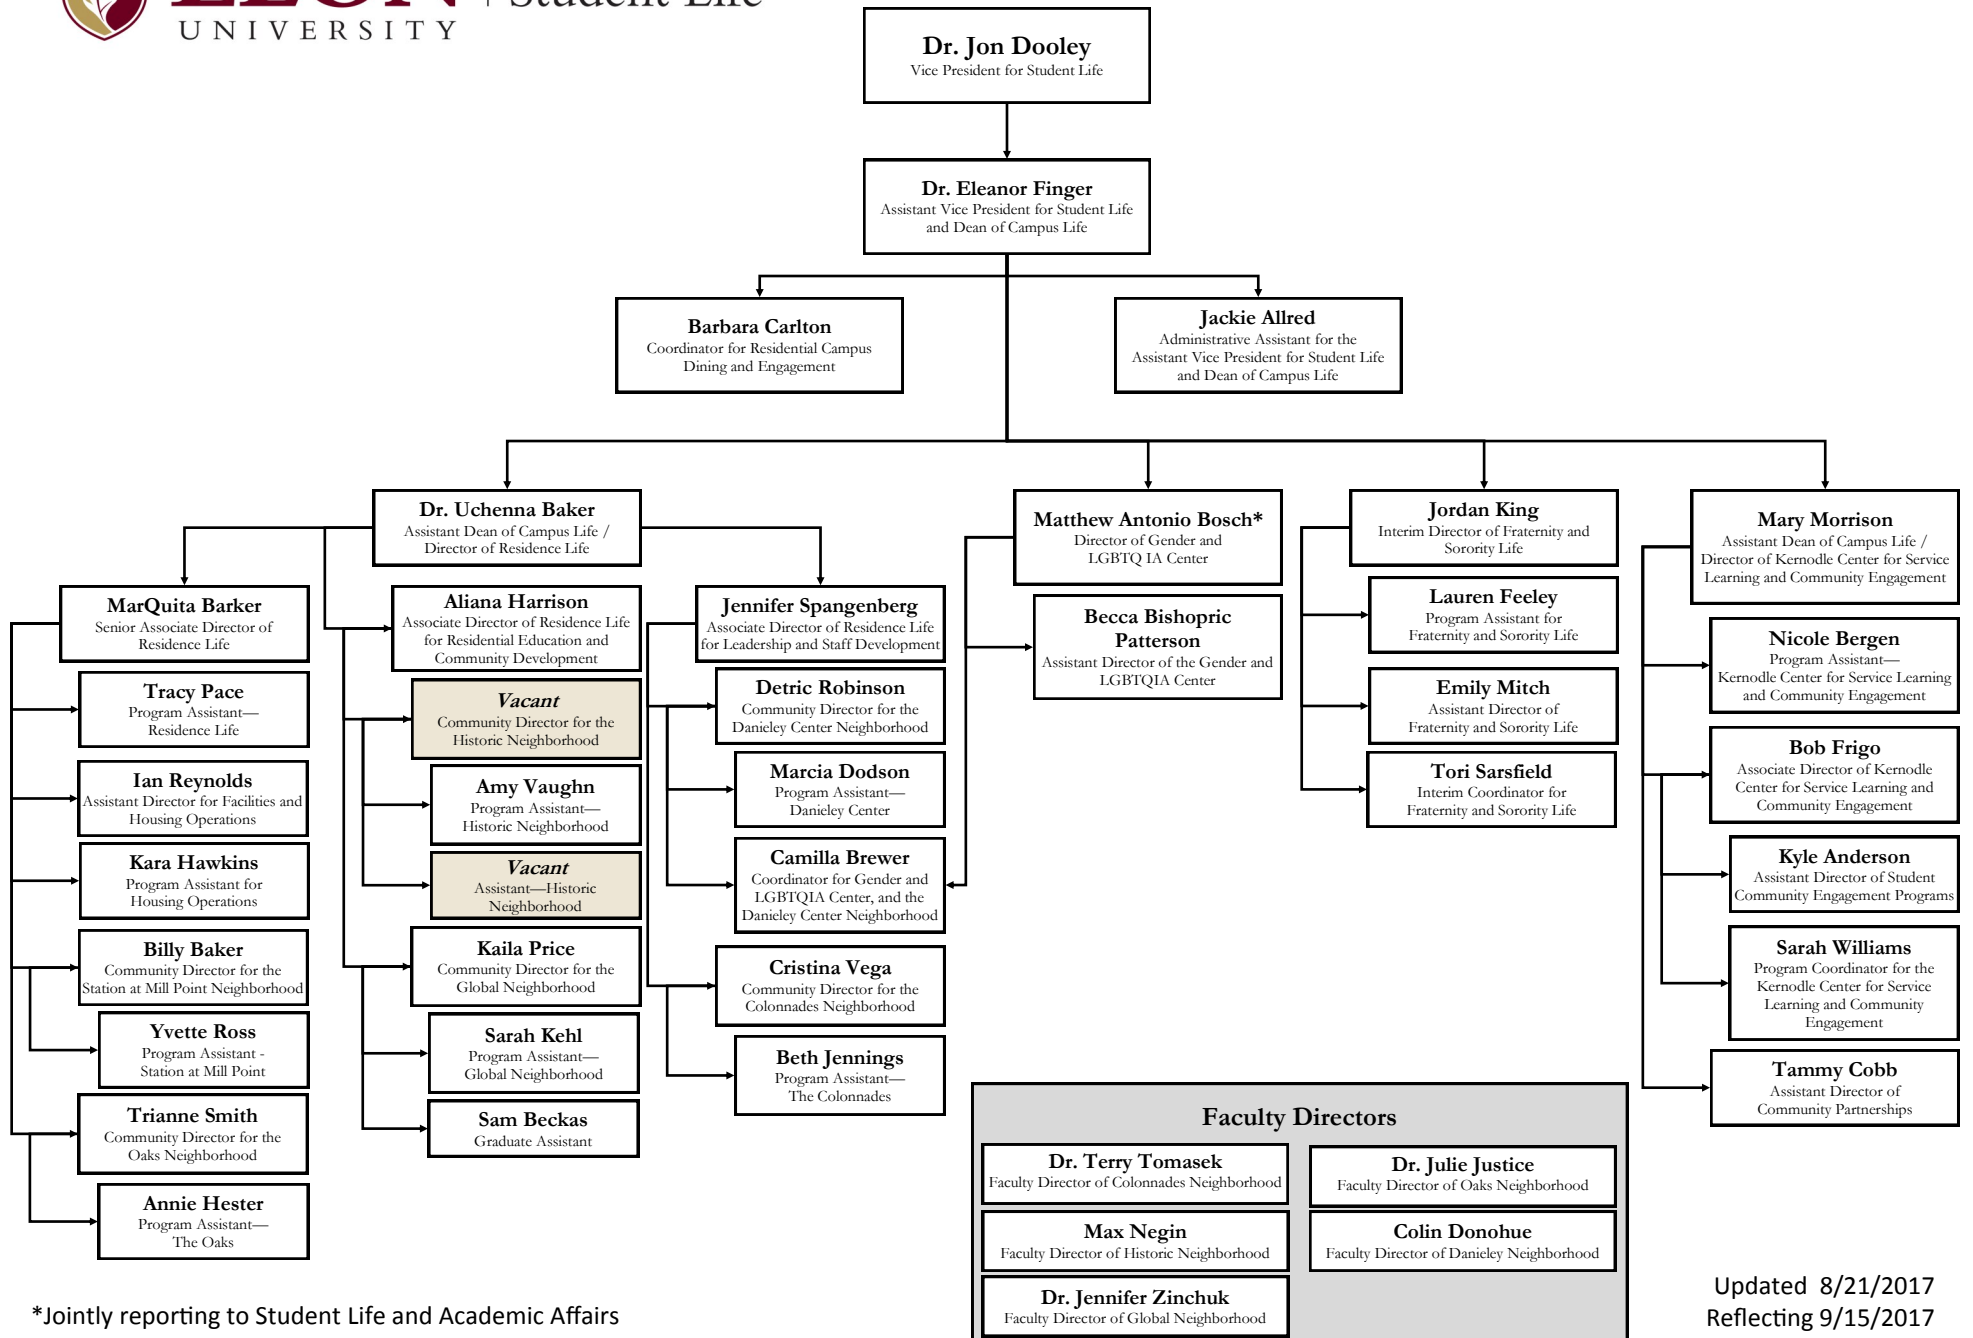 UNIVERSITY
Dr. Jon Dooley
Vice President for Student Life
Dr. Eleanor Finger
Assistant Vice President for Student Life
and Dean of Campus Life
Barbara Carlton
Coordinator for Residential Campus
Dining and Engagement
Jackie Allred
Administrative Assistant for the
Assistant Vice President for Student Life
and Dean of Campus Life
Dr. Uchenna Baker
Assistant Dean of Campus Life /
Director of Residence Life
Matthew Antonio Bosch*
Director of Gender and
LGBTQ IA Center
Jordan King
Interim Director of Fraternity and
Sorority Life
Mary Morrison
Assistant Dean of Campus Life /
Director of Kernodle Center for Service
Learning and Community Engagement
MarQuita Barker
Senior Associate Director of
Residence Life
Tracy Pace
Program Assistant—
Residence Life
Ian Reynolds
Assistant Director for Facilities and
Housing Operations
Kara Hawkins
Program Assistant for
Housing Operations
Billy Baker
Community Director for the
Station at Mill Point Neighborhood
Yvette Ross
Program Assistant -
Station at Mill Point
Trianne Smith
Community Director for the
Oaks Neighborhood
Annie Hester
Program Assistant—
The Oaks
Aliana Harrison
Associate Director of Residence Life
for Residential Education and
Community Development
Vacant
Community Director for the
Historic Neighborhood
Amy Vaughn
Program Assistant—
Historic Neighborhood
Vacant
Assistant—Historic
Neighborhood
Kaila Price
Community Director for the
Global Neighborhood
Sarah Kehl
Program Assistant—
Global Neighborhood
Sam Beckas
Graduate Assistant
Jennifer Spangenberg
Associate Director of Residence Life
for Leadership and Staff Development
Detric Robinson
Community Director for the
Danieley Center Neighborhood
Marcia Dodson
Program Assistant—
Danieley Center
Camilla Brewer
Coordinator for Gender and
LGBTQIA Center, and the
Danieley Center Neighborhood
Cristina Vega
Community Director for the
Colonnades Neighborhood
Beth Jennings
Program Assistant—
The Colonnades
Becca Bishopric
Patterson
Assistant Director of the Gender and
LGBTQIA Center
Lauren Feeley
Program Assistant for
Fraternity and Sorority Life
Emily Mitch
Assistant Director of
Fraternity and Sorority Life
Tori Sarsfield
Interim Coordinator for
Fraternity and Sorority Life
Nicole Bergen
Program Assistant—
Kernodle Center for Service Learning
and Community Engagement
Bob Frigo
Associate Director of Kernodle
Center for Service Learning and
Community Engagement
Kyle Anderson
Assistant Director of Student
Community Engagement Programs
Sarah Williams
Program Coordinator for the
Kernodle Center for Service
Learning and Community
Engagement
Tammy Cobb
Assistant Director of
Community Partnerships
Faculty Directors
Dr. Terry Tomasek
Faculty Director of Colonnades Neighborhood
Dr. Julie Justice
Faculty Director of Oaks Neighborhood
Max Negin
Faculty Director of Historic Neighborhood
Colin Donohue
Faculty Director of Danieley Neighborhood
Dr. Jennifer Zinchuk
Faculty Director of Global Neighborhood
*Jointly reporting to Student Life and Academic Affairs
Updated 8/21/2017
Reflecting 9/15/2017